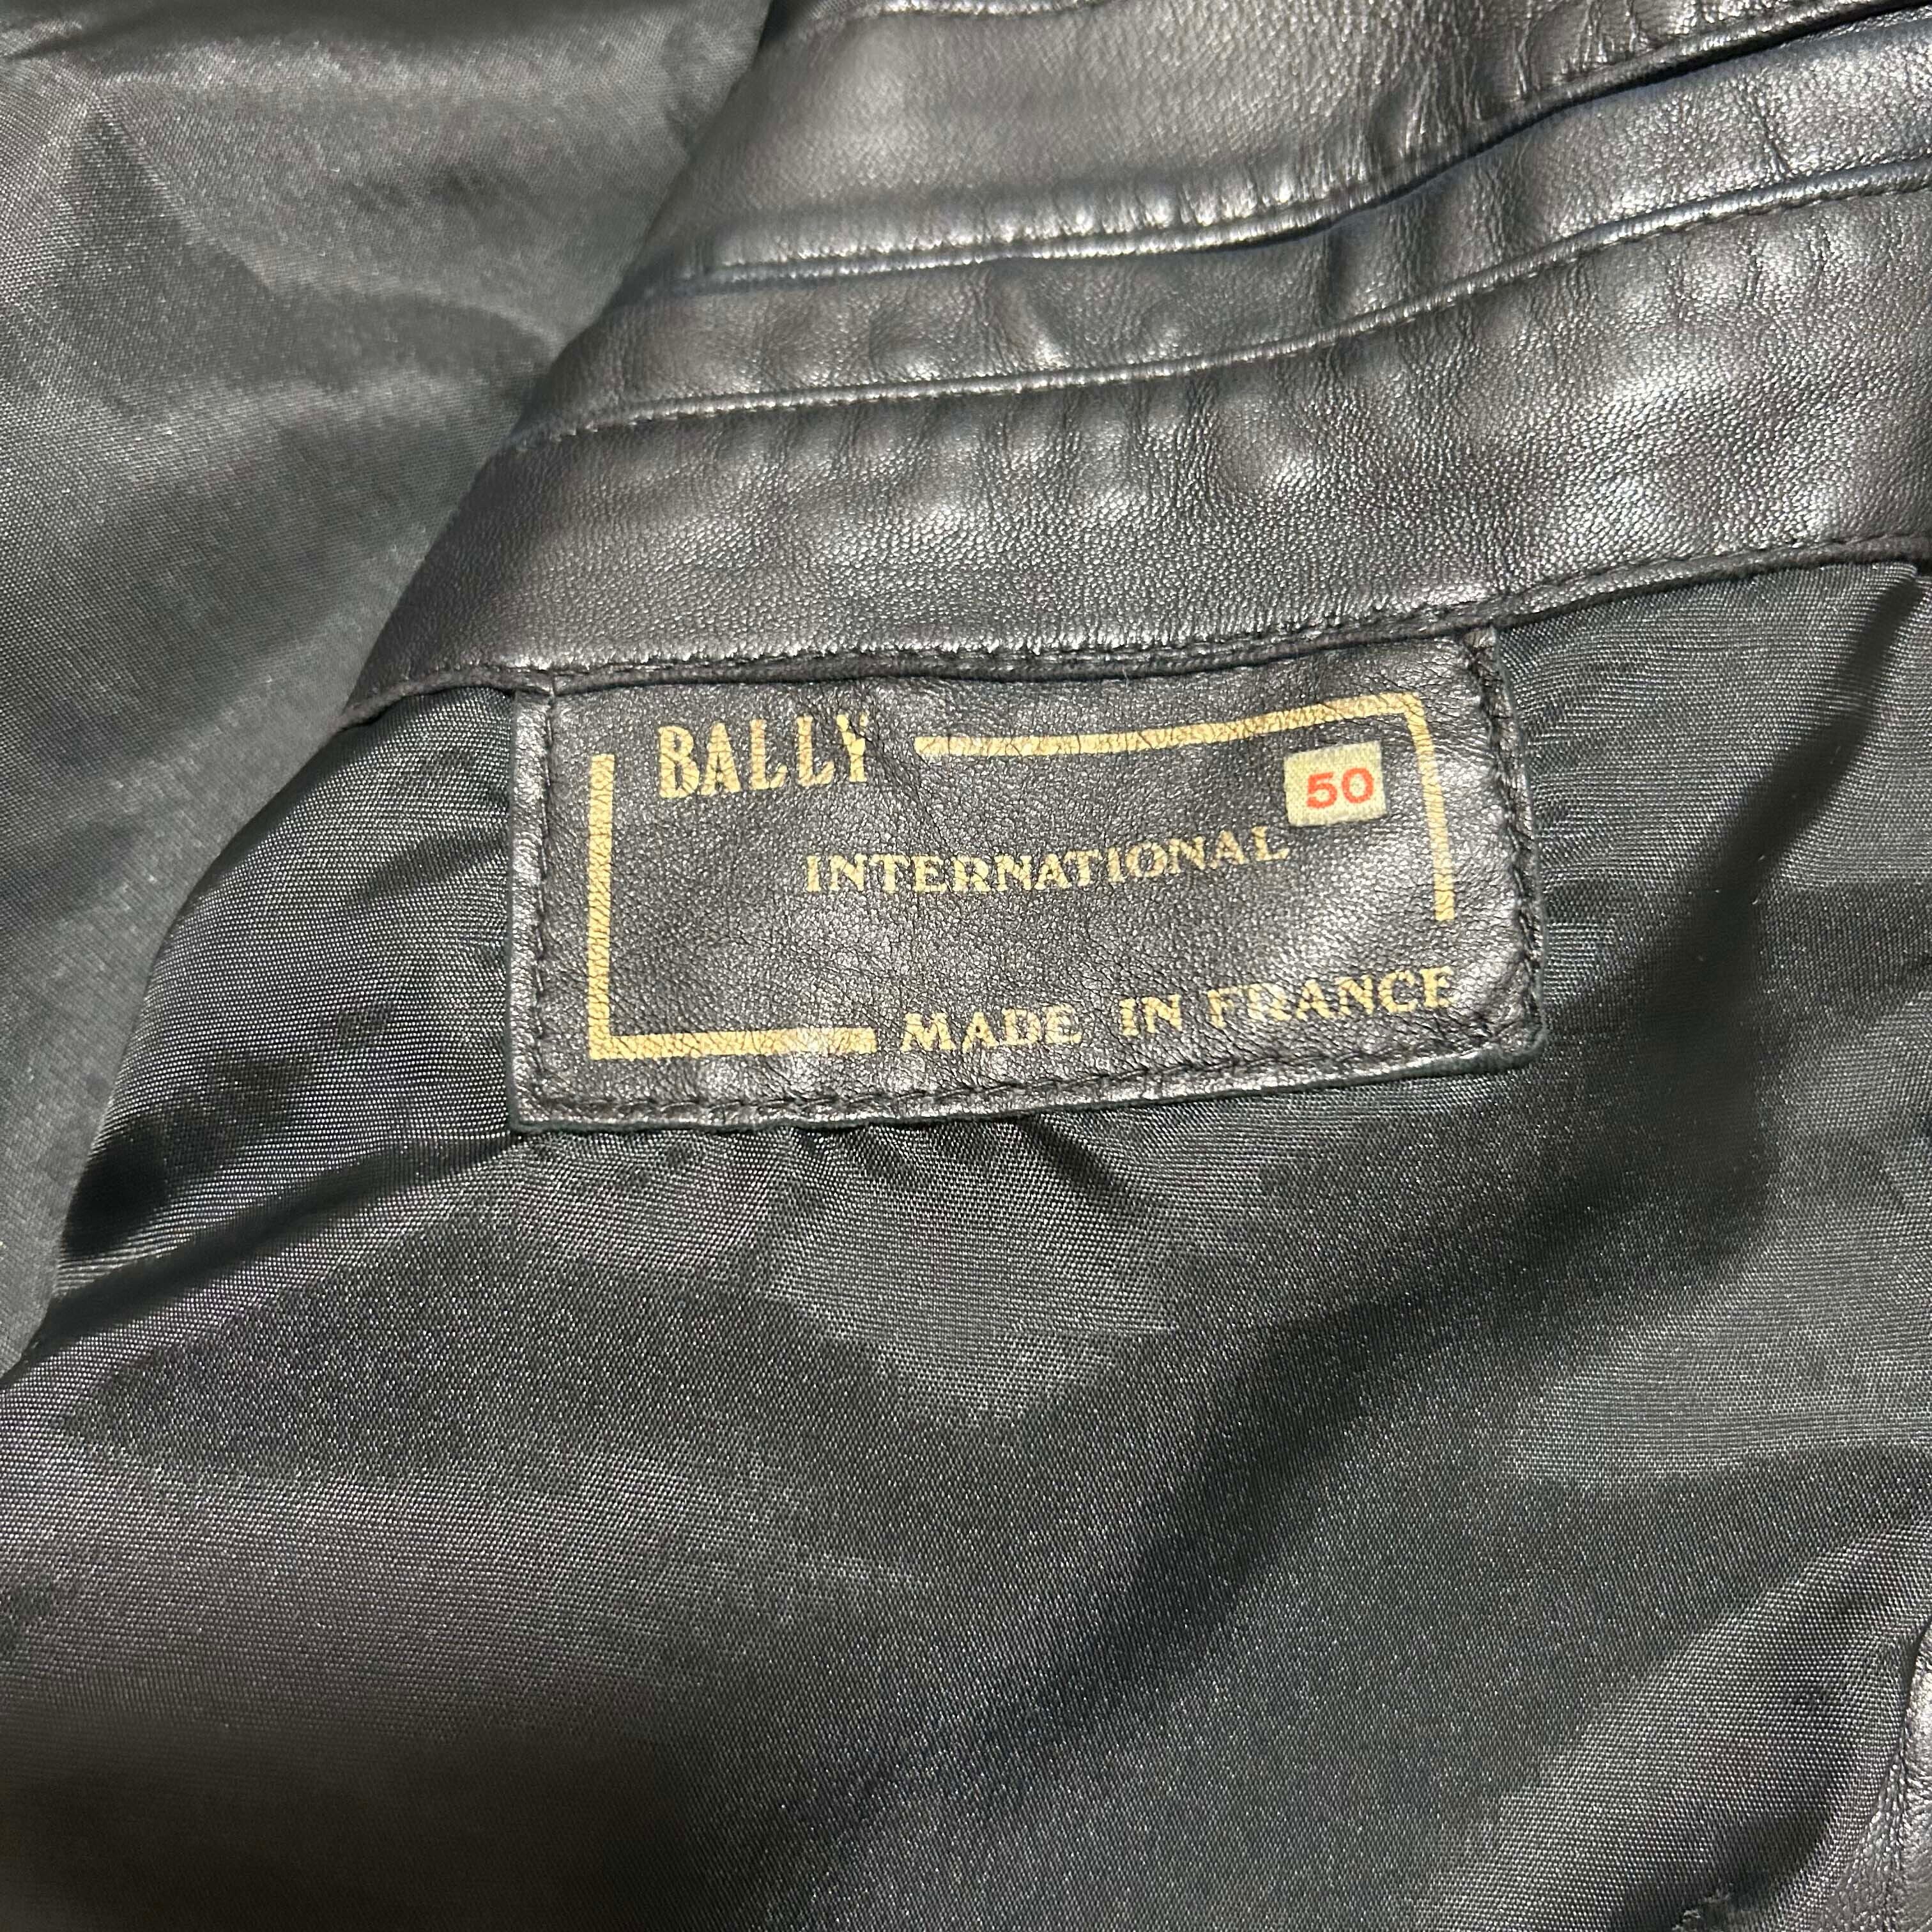 BALLY
50
INTERNATIONAL
MADE IN FRANCE